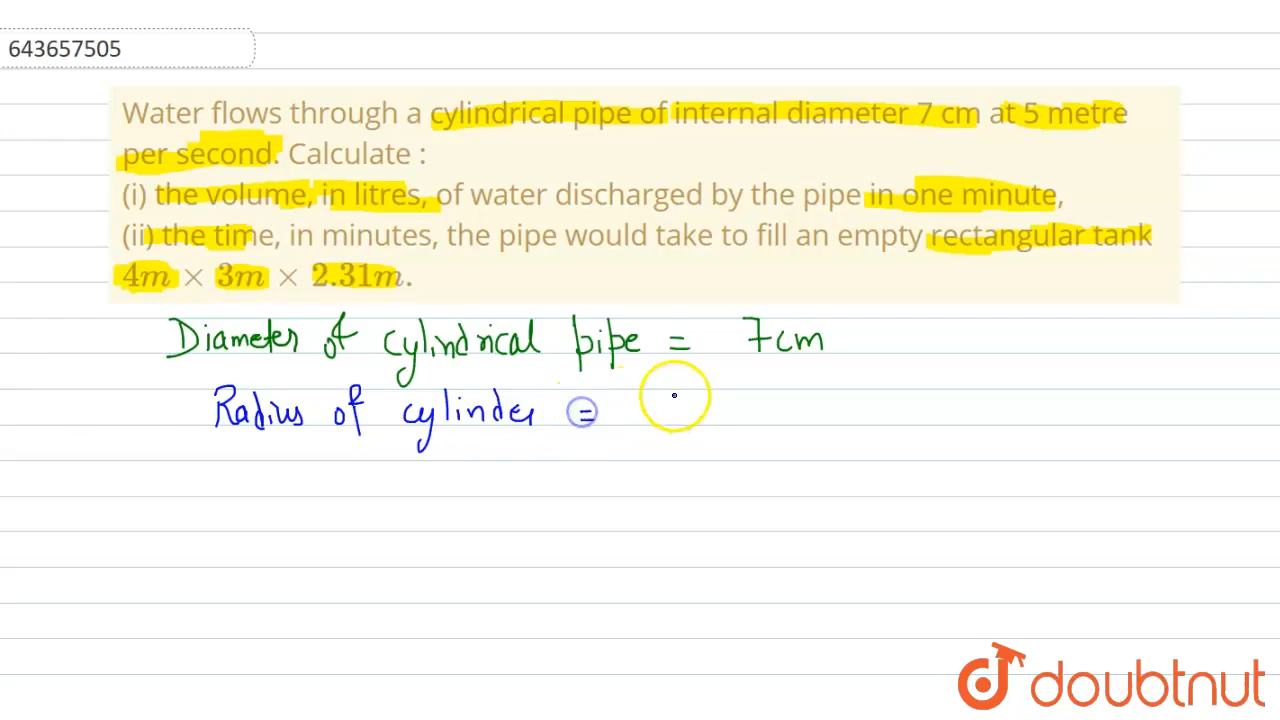 643657505
Water flows through a cylindrical pipe of internal diameter 7 cm at 5 metre
per second. Calculate :
(i) the volume, in litres, of water discharged by the pipe in one minute,
(ii) the time, in minutes, the pipe would take to fill an empty rectangular tank
4m × 3m × 2.31m.
Diameter of cylindrical pipe = 7cm
Radius of cylinder =
doubtnut